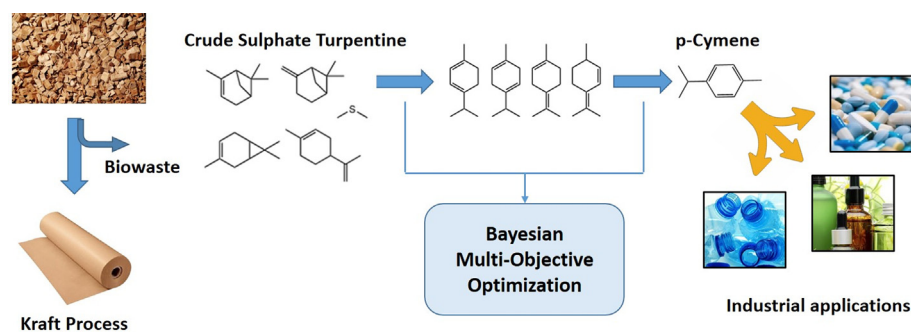 Crude Sulphate Turpentine
p-Cymene
S
Biowaste
Bayesian
Multi-Objective
Optimization
Kraft Process
Industrial applications